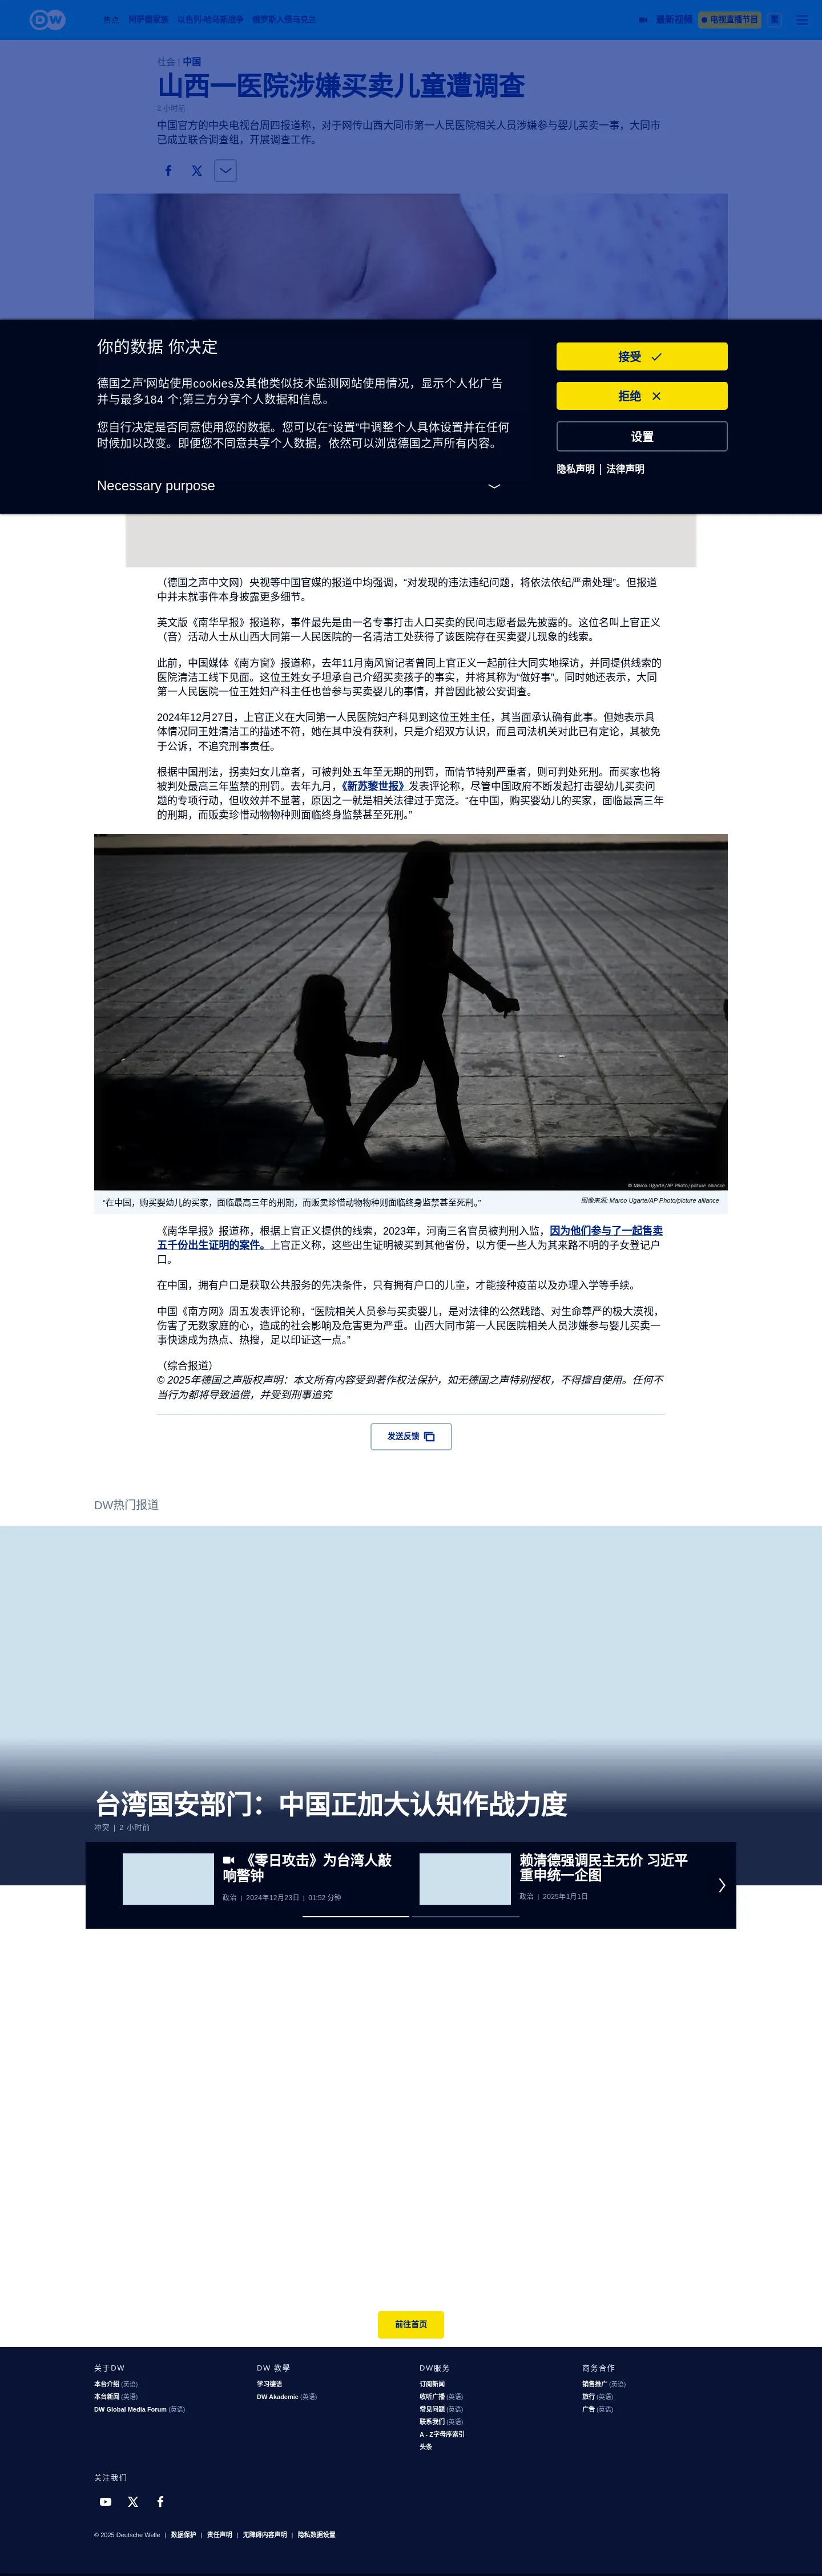 DW
焦点 阿萨德家族 以色列-哈马斯战争 俄罗斯入侵乌克兰
最新视频 电视直播节目 繁
社会 | 中国
山西一医院涉嫌买卖儿童遭调查
2 小时前
中国官方的中央电视台周四报道称，对于网传山西大同市第一人民医院相关人员涉嫌参与婴儿买卖一事，大同市
已成立联合调查组，开展调查工作。
你的数据 你决定
德国之声'网站使用cookies及其他类似技术监测网站使用情况，显示个人化广告
并与最多184 个;第三方分享个人数据和信息。
您自行决定是否同意使用您的数据。您可以在“设置”中调整个人具体设置并在任何
时候加以改变。即便您不同意共享个人数据，依然可以浏览德国之声所有内容。
Necessary purpose
接受
拒绝
设置
隐私声明 | 法律声明
（德国之声中文网）央视等中国官媒的报道中均强调，“对发现的违法违纪问题，将依法依纪严肃处理”。但报道
中并未就事件本身披露更多细节。
英文版《南华早报》报道称，事件最先是由一名专事打击人口买卖的民间志愿者最先披露的。这位名叫上官正义
（音）活动人士从山西大同第一人民医院的一名清洁工处获得了该医院存在买卖婴儿现象的线索。
此前，中国媒体《南方窗》报道称，去年11月南风窗记者曾同上官正义一起前往大同实地探访，并同提供线索的
医院清洁工线下见面。这位王姓女子坦承自己介绍买卖孩子的事实，并将其称为“做好事”。同时她还表示，大同
第一人民医院一位王姓妇产科主任也曾参与买卖婴儿的事情，并曾因此被公安调查。
2024年12月27日，上官正义在大同第一人民医院妇产科见到这位王姓主任，其当面承认确有此事。但她表示具
体情况同王姓清洁工的描述不符，她在其中没有获利，只是介绍双方认识，而且司法机关对此已有定论，其被免
于公诉，不追究刑事责任。
根据中国刑法，拐卖妇女儿童者，可被判处五年至无期的刑罚，而情节特别严重者，则可判处死刑。而买家也将
被判处最高三年监禁的刑罚。去年九月，《新苏黎世报》发表评论称，尽管中国政府不断发起打击婴幼儿买卖问
题的专项行动，但收效并不显著，原因之一就是相关法律过于宽泛。“在中国，购买婴幼儿的买家，面临最高三年
的刑期，而贩卖珍惜动物物种则面临终身监禁甚至死刑。”
© Marco Ugarte/AP Photo/picture alliance
“在中国，购买婴幼儿的买家，面临最高三年的刑期，而贩卖珍惜动物物种则面临终身监禁甚至死刑。”
图像来源: Marco Ugarte/AP Photo/picture alliance
《南华早报》报道称，根据上官正义提供的线索，2023年，河南三名官员被判刑入监，因为他们参与了一起售卖
五千份出生证明的案件。上官正义称，这些出生证明被买到其他省份，以方便一些人为其来路不明的子女登记户
口。
在中国，拥有户口是获取公共服务的先决条件，只有拥有户口的儿童，才能接种疫苗以及办理入学等手续。
中国《南方网》周五发表评论称，“医院相关人员参与买卖婴儿，是对法律的公然践踏、对生命尊严的极大漠视，
伤害了无数家庭的心，造成的社会影响及危害更为严重。山西大同市第一人民医院相关人员涉嫌参与婴儿买卖一
事快速成为热点、热搜，足以印证这一点。”
（综合报道）
© 2025年德国之声版权声明：本文所有内容受到著作权法保护，如无德国之声特别授权，不得擅自使用。任何不
当行为都将导致追偿，并受到刑事追究
发送反馈
DW热门报道
台湾国安部门：中国正加大认知作战力度
冲突 | 2 小时前
《零日攻击》为台湾人敲
响警钟
政治 | 2024年12月23日 | 01:52 分钟
赖清德强调民主无价 习近平
重申统一企图
政治 | 2025年1月1日
前往首页
关于DW
本台介绍 (英语)
本台新闻 (英语)
DW Global Media Forum (英语)
DW 教學
学习德语
DW Akademie (英语)
DW服务
订阅新闻
收听广播 (英语)
常见问题 (英语)
联系我们 (英语)
A - Z字母序索引
头条
商务合作
销售推广 (英语)
旅行 (英语)
广告 (英语)
关注我们
© 2025 Deutsche Welle | 数据保护 | 责任声明 | 无障碍内容声明 | 隐私数据设置